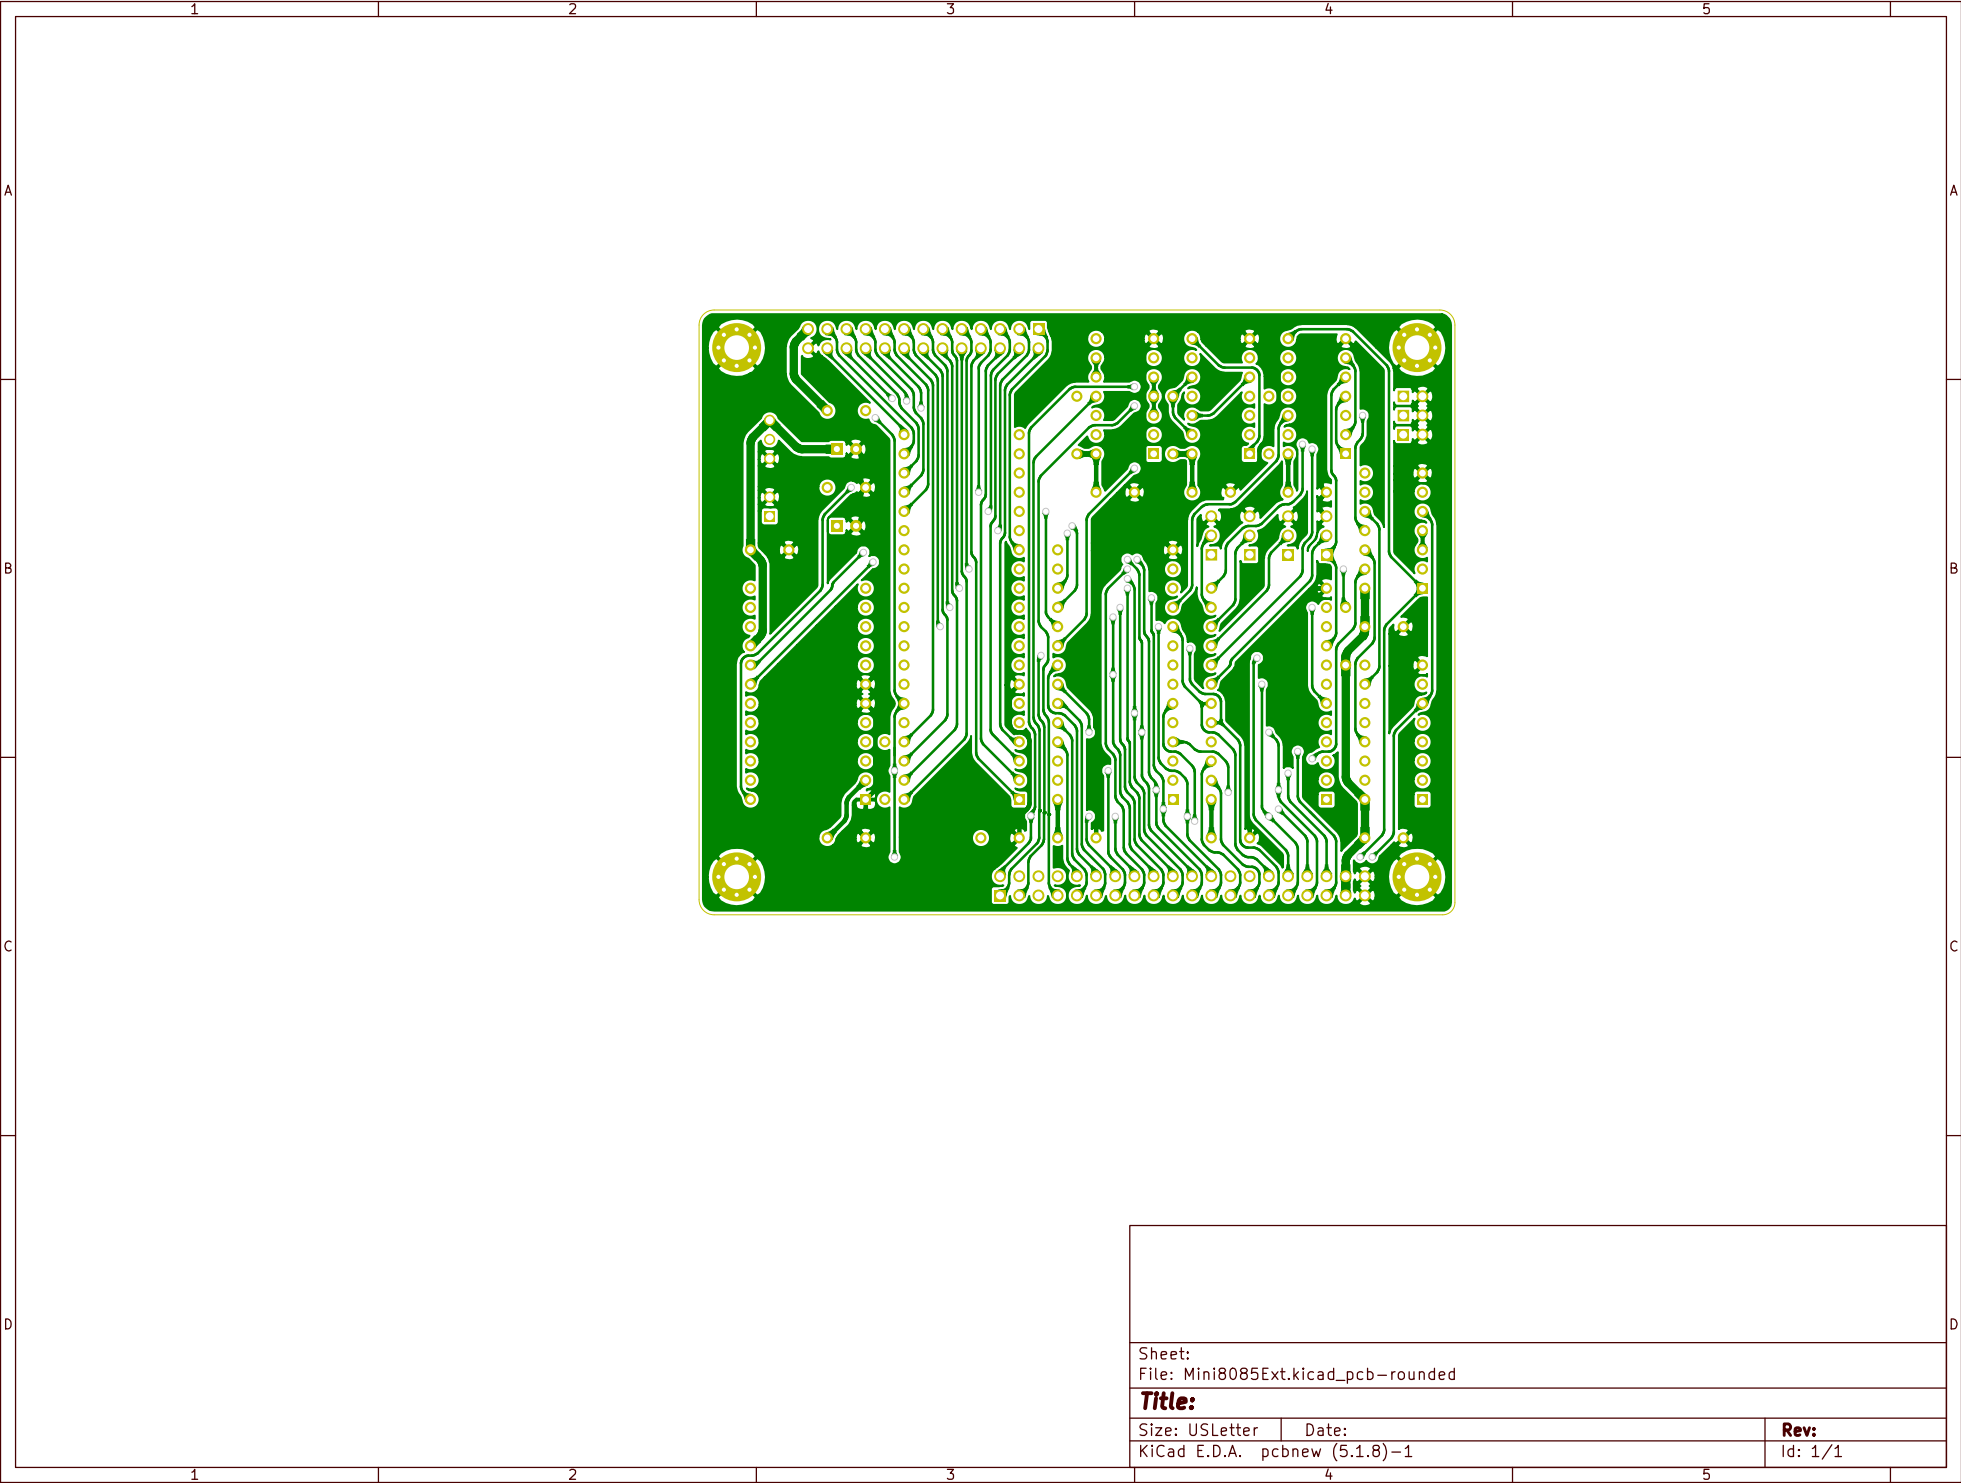 1 2 3 4 5
A A
B B
C C
D D
Sheet:
File: Mini8085Ext.kicad_pcb-rounded
Title:
Size: USLetter Date: Rev:
KiCad E.D.A. pcbnew (5.1.8)-1 Id: 1/1
1 2 3 4 5